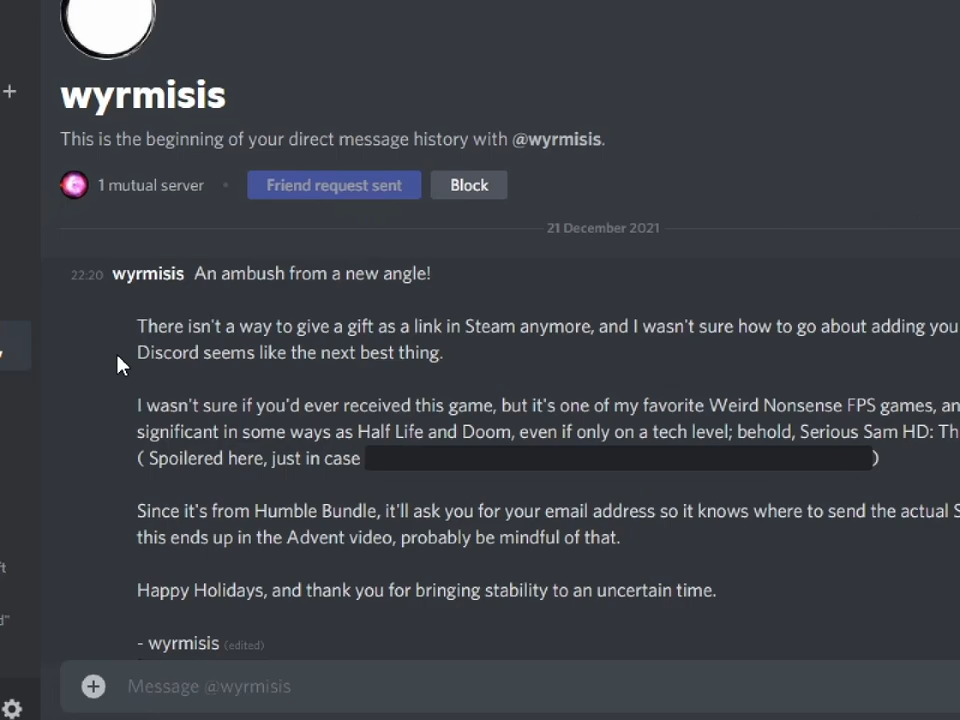 wyrmisis
This is the beginning of your direct message history with @wyrmisis.
1 mutual server • Friend request sent Block
21 December 2021
22:20 wyrmisis An ambush from a new angle!
There isn't a way to give a gift as a link in Steam anymore, and I wasn't sure how to go about adding you
Discord seems like the next best thing.
I wasn't sure if you'd ever received this game, but it's one of my favorite Weird Nonsense FPS games, an
significant in some ways as Half Life and Doom, even if only on a tech level; behold, Serious Sam HD: Th
( Spoilered here, just in case )
Since it's from Humble Bundle, it'll ask you for your email address so it knows where to send the actual S
this ends up in the Advent video, probably be mindful of that.
Happy Holidays, and thank you for bringing stability to an uncertain time.
ft
d"
- wyrmisis (edited)
Message @wyrmisis